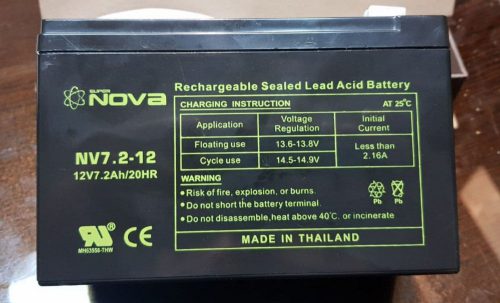 SUPER
NOVA
NV7.2-12
12V7.2Ah/20HR
MH63556-THW
Rechargeable Sealed Lead Acid Battery
CHARGING INSTRUCTION AT 25°C
Application Voltage Regulation Initial Current
Floating use 13.6-13.8V Less than 2.16A
Cycle use 14.5-14.9V
WARNING
• Risk of fire, explosion, or burns.
• Do not short the battery terminal.
• Do not disassemble, heat above 40°C, or incinerate
Pb Pb
MADE IN THAILAND